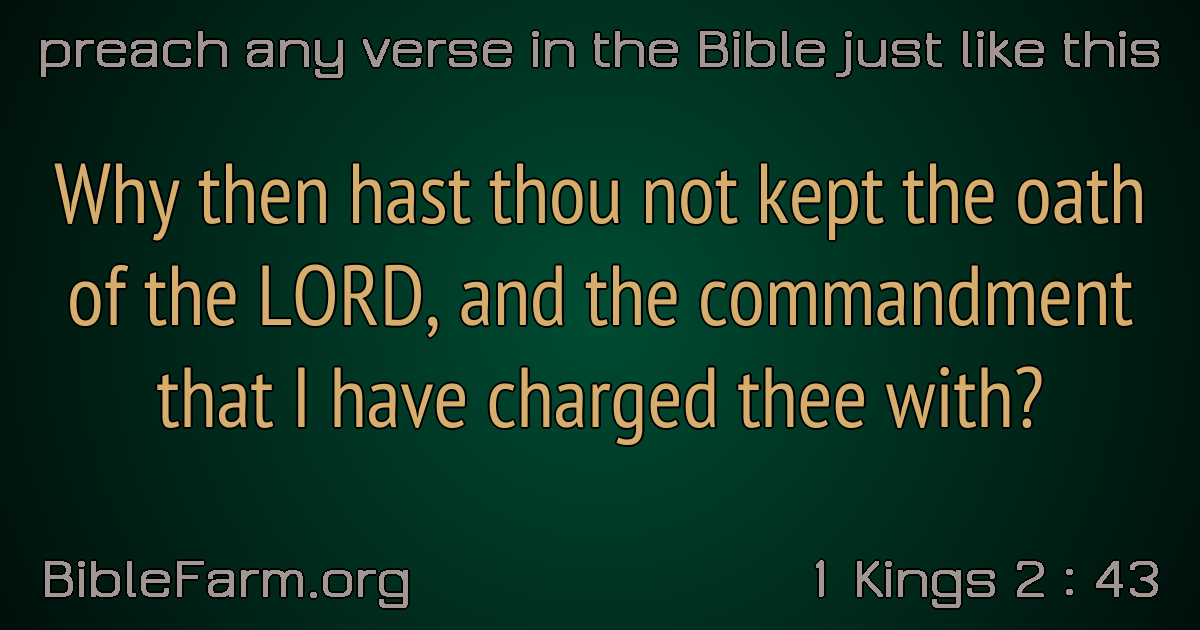 preach any verse in the Bible just like this
Why then hast thou not kept the oath
of the LORD, and the commandment
that I have charged thee with?
BibleFarm.org
1 Kings 2 : 43